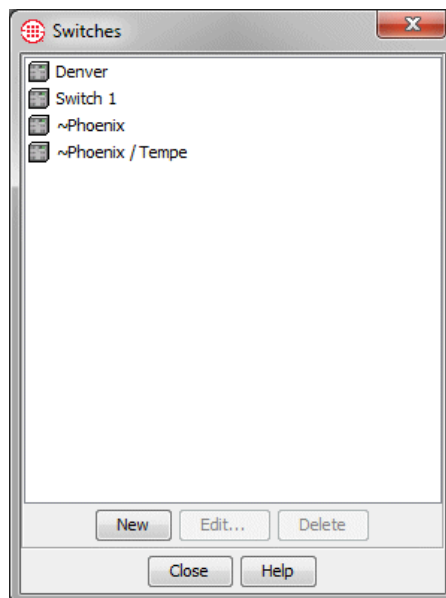 Switches
Denver
Switch 1
~Phoenix
~Phoenix / Tempe
New Edit... Delete
Close Help